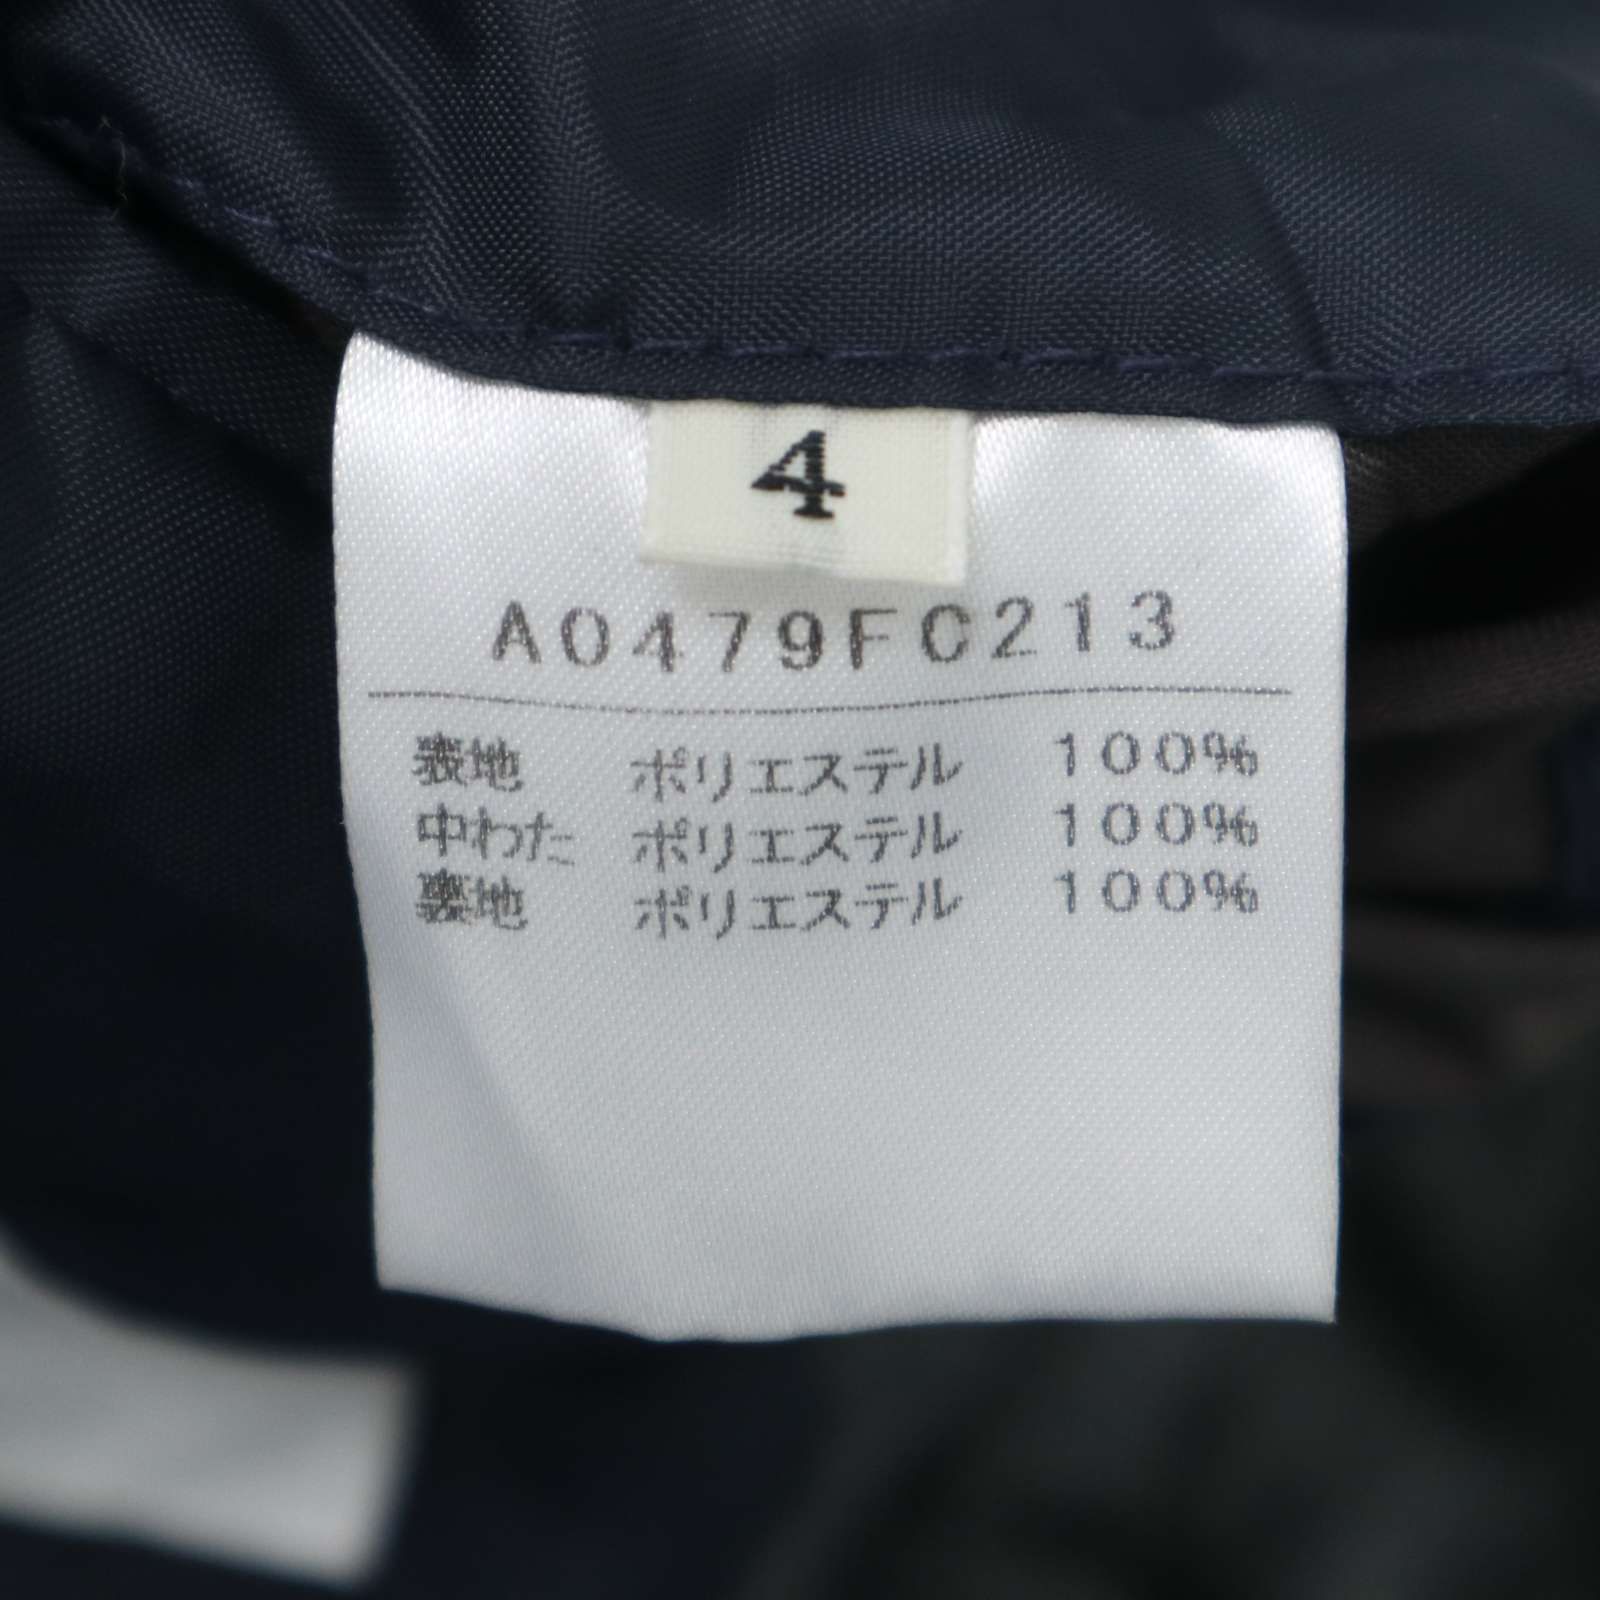 4
A0479FC213
表地 ポリエステル 100%
中わた ポリエステル 100%
裏地 ポリエステル 100%